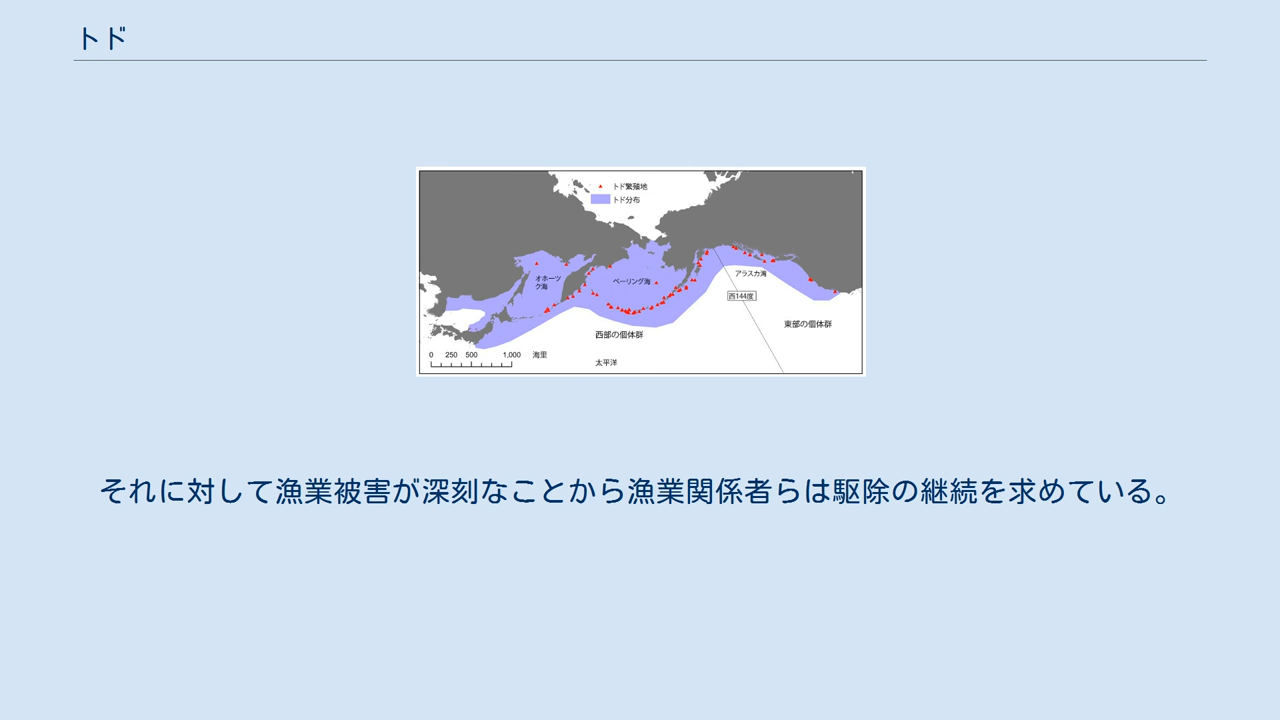 トド
トド繁殖地
トド分布
オホーツ
ク海
ベーリング海
アラスカ湾
西144度
東部の個体群
西部の個体群
0 250 500 1,000 海里
太平洋
それに対して漁業被害が深刻なことから漁業関係者らは駆除の継続を求めている。